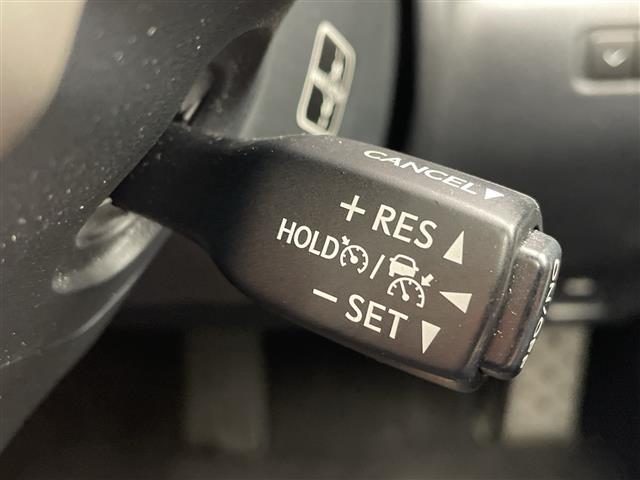 CANCEL▼
+ RES ▲
HOLD / ◀
− SET ▼